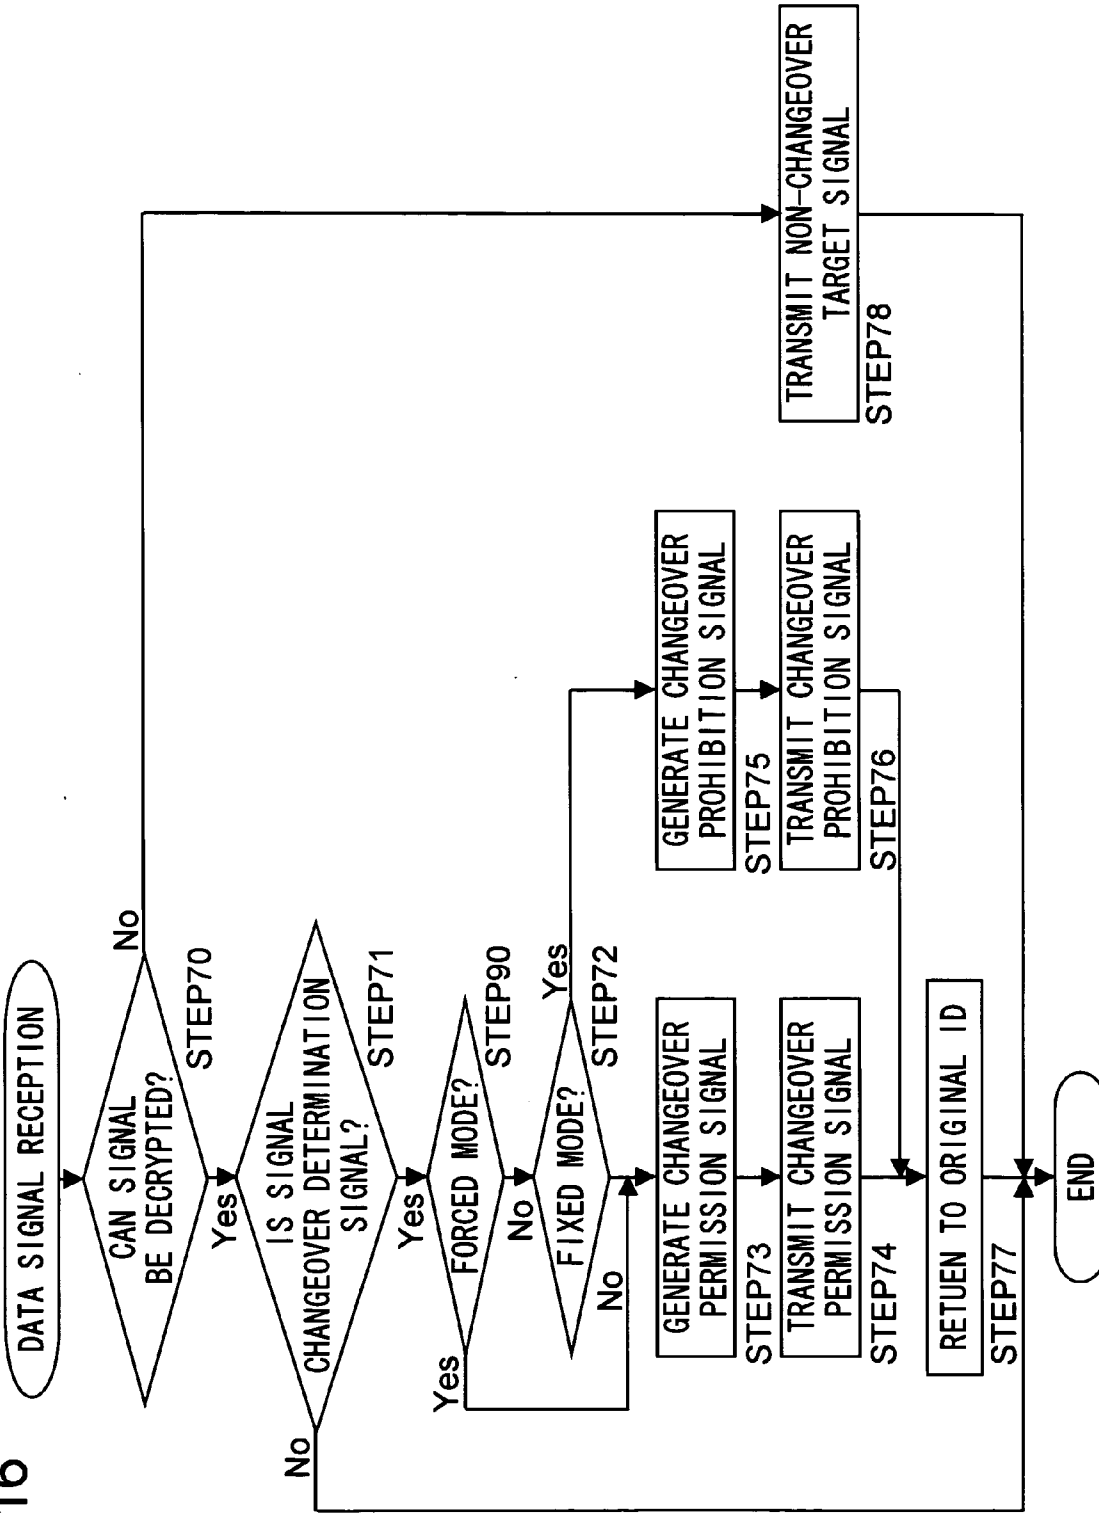 16
DATA SIGNAL RECEPTION
CAN SIGNAL
BE DECRYPTED?
No
STEP70
Yes
IS SIGNAL
CHANGEOVER DETERMINATION
SIGNAL?
No
STEP71
Yes
FORCED MODE?
Yes
STEP90
No
FIXED MODE?
Yes
STEP72
No
GENERATE CHANGEOVER
PERMISSION SIGNAL
STEP73
GENERATE CHANGEOVER
PROHIBITION SIGNAL
STEP75
TRANSMIT CHANGEOVER
PERMISSION SIGNAL
STEP74
TRANSMIT CHANGEOVER
PROHIBITION SIGNAL
STEP76
TRANSMIT NON-CHANGEOVER
TARGET SIGNAL
STEP78
RETUEN TO ORIGINAL ID
STEP77
END